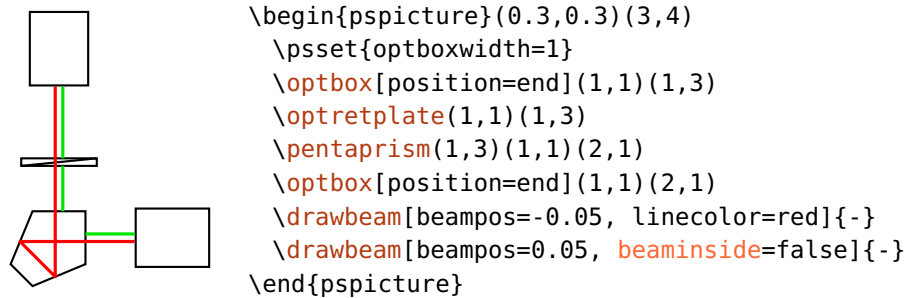 \begin{pspicture}(0.3,0.3)(3,4)
  \psset{optboxwidth=1}
  \optbox[position=end](1,1)(1,3)
  \optretplate(1,1)(1,3)
  \pentaprism(1,3)(1,1)(2,1)
  \optbox[position=end](1,1)(2,1)
  \drawbeam[beampos=-0.05, linecolor=red]{-}
  \drawbeam[beampos=0.05, beaminside=false]{-}
\end{pspicture}